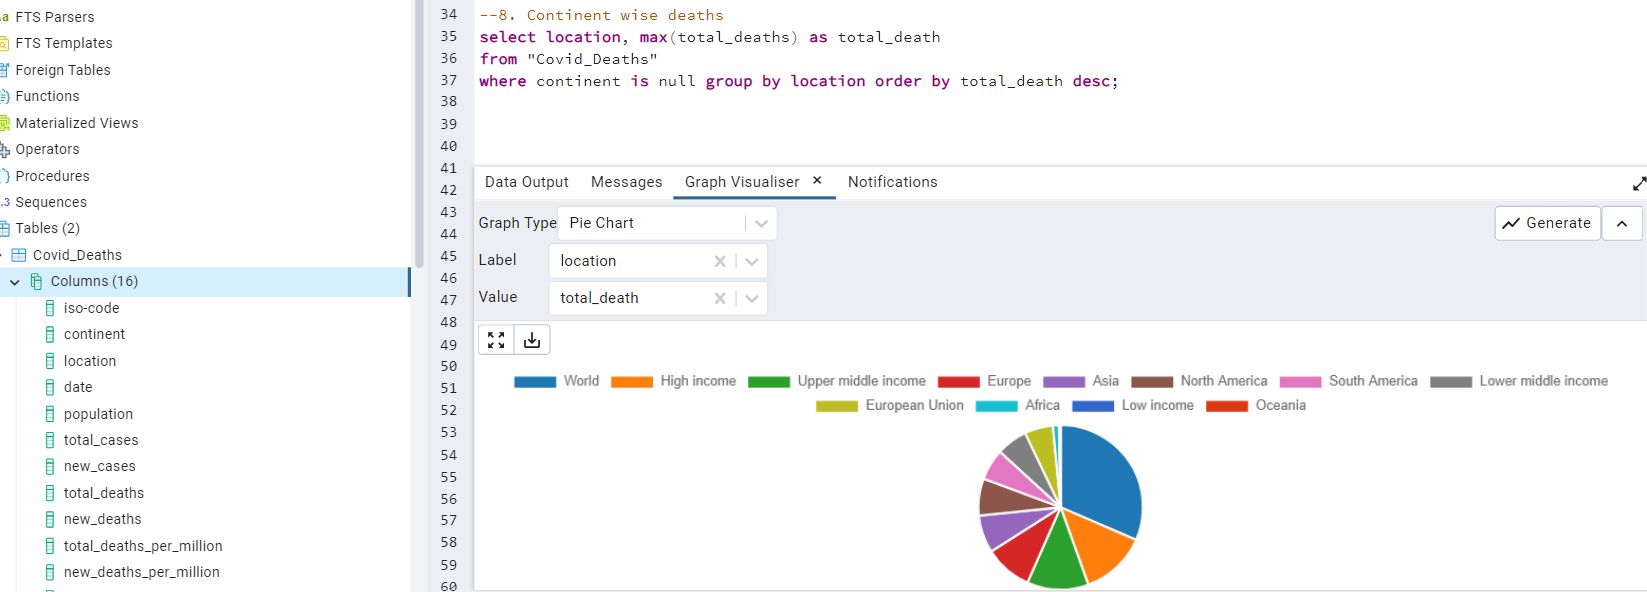 FTS Parsers
FTS Templates
Foreign Tables
Functions
Materialized Views
Operators
Procedures
Sequences
Tables (2)
Covid_Deaths
Columns (16)
iso-code
continent
location
date
population
total_cases
new_cases
total_deaths
new_deaths
total_deaths_per_million
new_deaths_per_million
34 --8. Continent wise deaths
35 select location, max(total_deaths) as total_death
36 from "Covid_Deaths"
37 where continent is null group by location order by total_death desc;
38
39
40
41
42
43
44
45
46
47
48
49
50
51
52
53
54
55
56
57
58
59
60
Data Output Messages Graph Visualiser × Notifications
Graph Type Pie Chart Generate
Label location
Value total_death
World High income Upper middle income Europe Asia North America South America Lower middle income
European Union Africa Low income Oceania